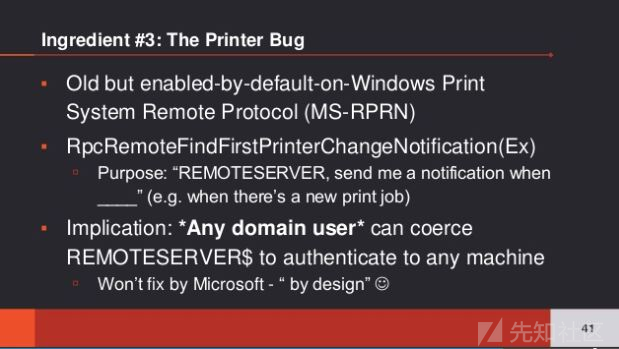 Ingredient #3: The Printer Bug
▪ Old but enabled-by-default-on-Windows Print
System Remote Protocol (MS-RPRN)
▪ RpcRemoteFindFirstPrinterChangeNotification(Ex)
▫ Purpose: “REMOTESERVER, send me a notification when
____” (e.g. when there’s a new print job)
▪ Implication: *Any domain user* can coerce
REMOTESERVER$ to authenticate to any machine
▫ Won’t fix by Microsoft - “ by design” ☺
41
先知社区